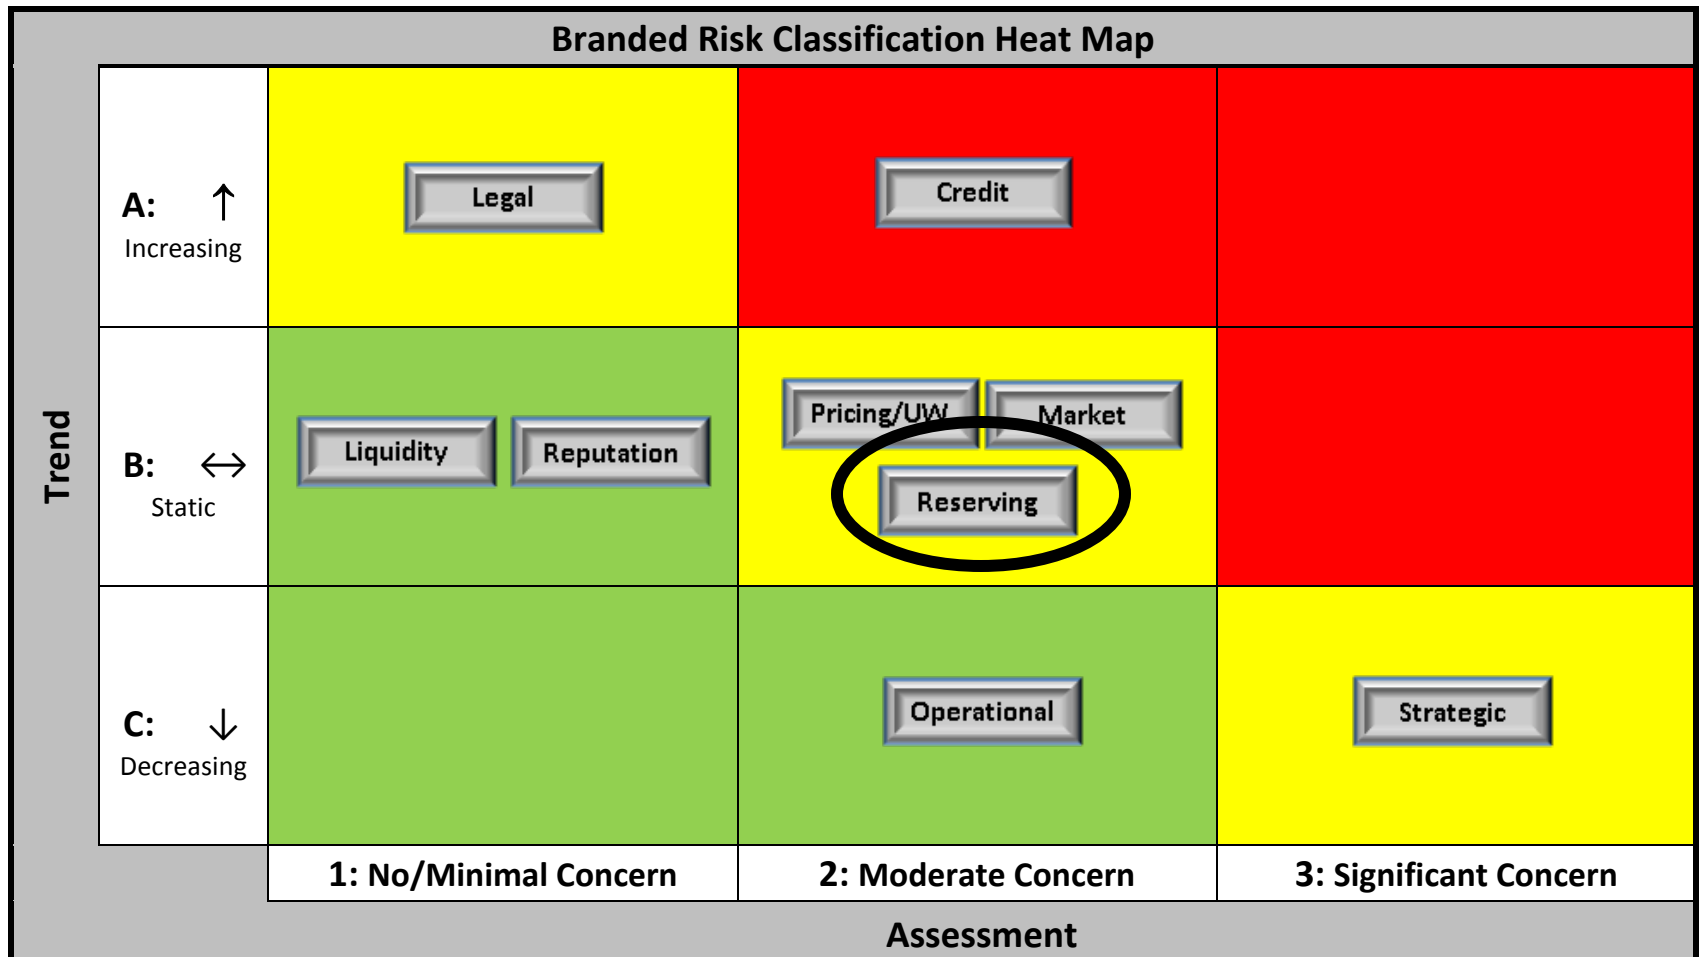 Branded Risk Classification Heat Map
Trend
A: ↑
Increasing
Legal
Credit
B: ↔
Static
Liquidity
Reputation
Pricing/UW
Market
Reserving
C: ↓
Decreasing
Operational
Strategic
1: No/Minimal Concern
2: Moderate Concern
3: Significant Concern
Assessment